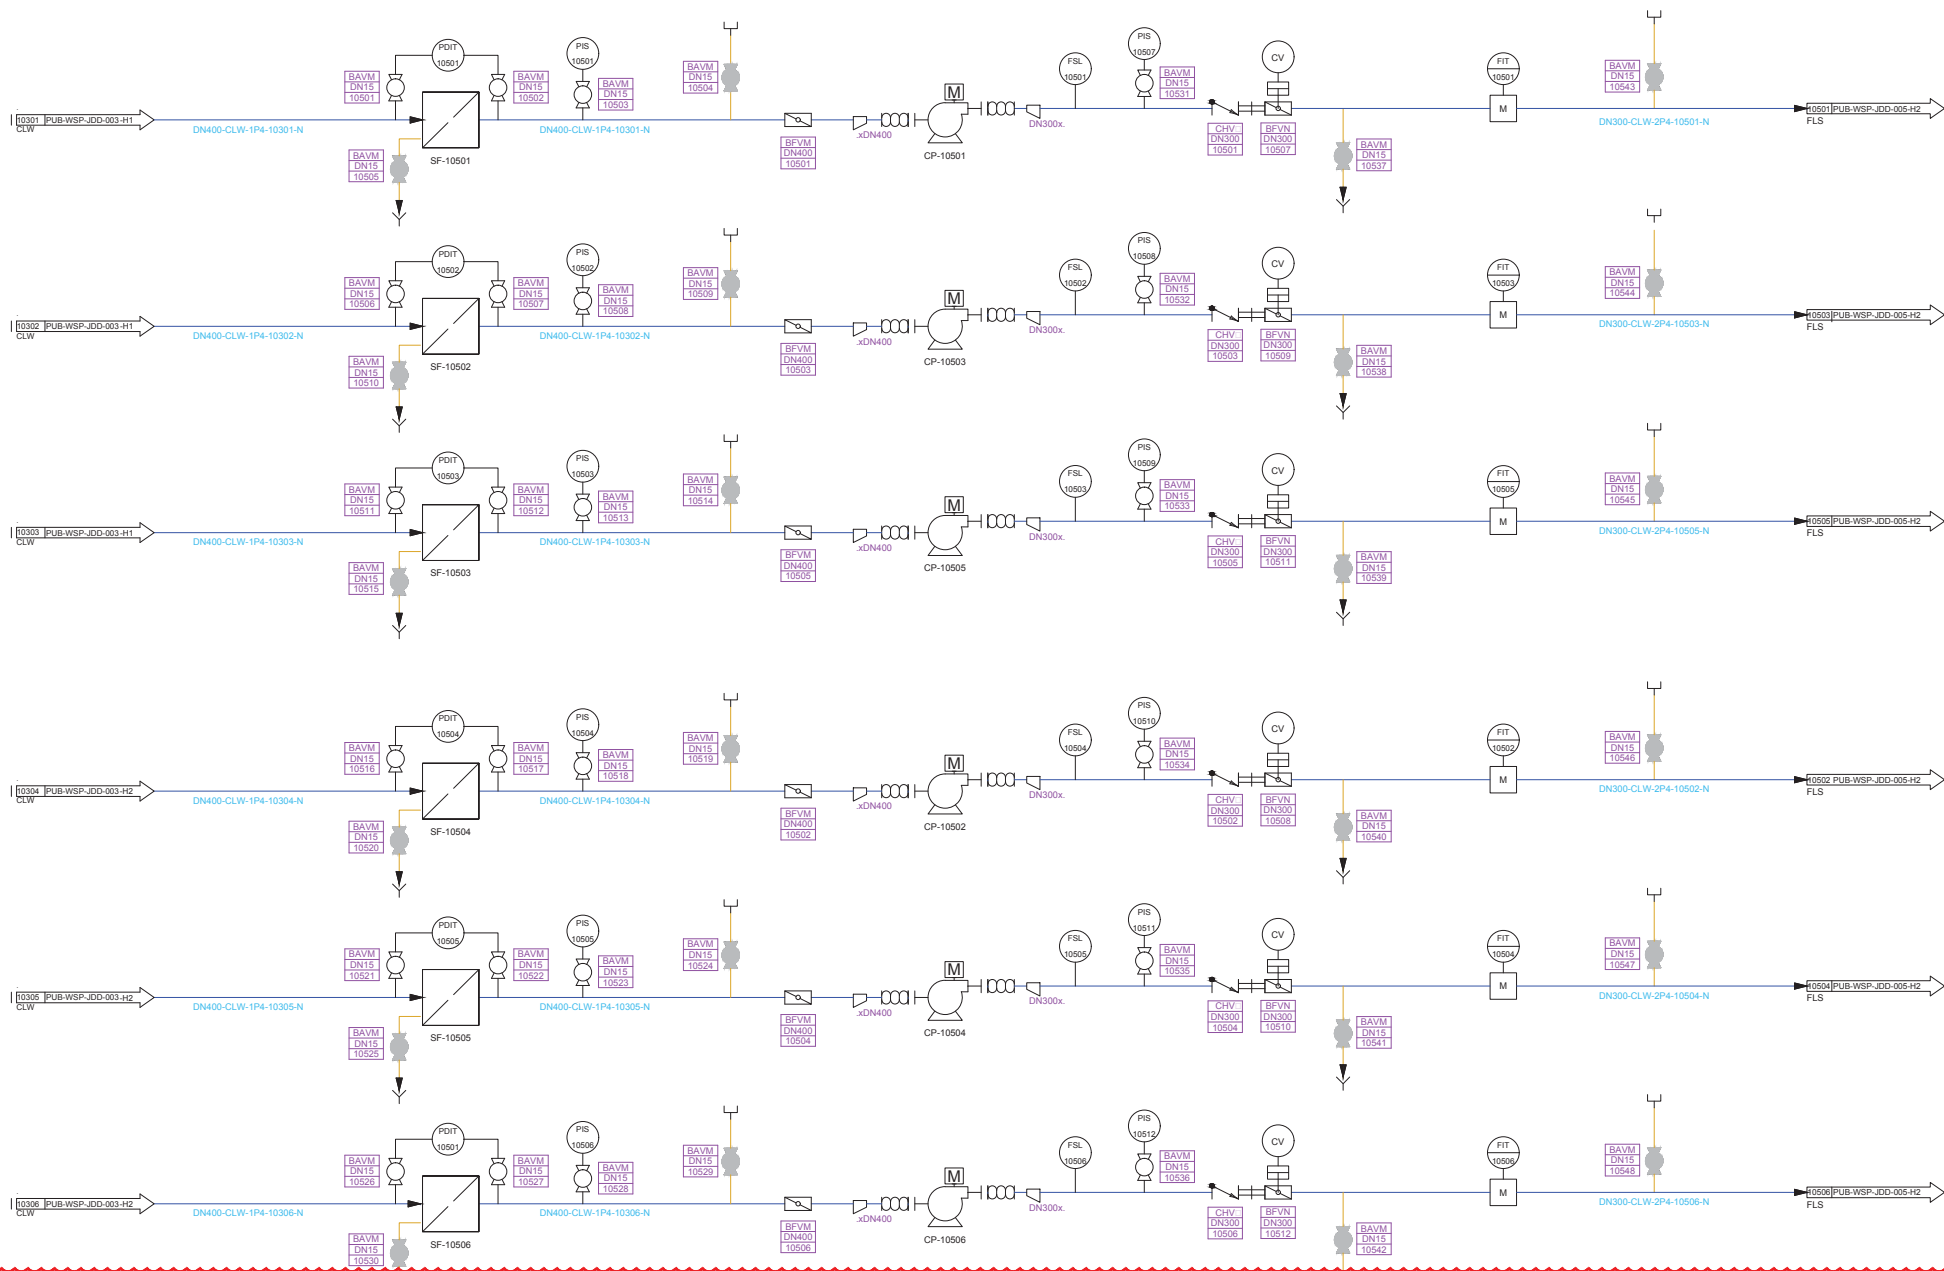 PDIT
10501
PIS
10501
BAVM
DN15
10501
BAVM
DN15
10502
BAVM
DN15
10503
BAVM
DN15
10504
FSL
10501
PIS
10507
BAVM
DN15
10531
CV
FIT
10501
BAVM
DN15
10543
10301 PUB-WSP-JDD-003-H1
CLW
DN400-CLW-1P4-10301-N
BAVM
DN15
10505
SF-10501
DN400-CLW-1P4-10301-N
BFVM
DN400
10501
.xDN400
M
CP-10501
DN300x.
CHV
DN300
10501
BFVN
DN300
10507
BAVM
DN15
10537
M
DN300-CLW-2P4-10501-N
10501 PUB-WSP-JDD-005-H2
FLS
PDIT
10502
PIS
10502
BAVM
DN15
10506
BAVM
DN15
10507
BAVM
DN15
10508
BAVM
DN15
10509
FSL
10502
PIS
10508
BAVM
DN15
10532
CV
FIT
10503
BAVM
DN15
10544
10302 PUB-WSP-JDD-003-H1
CLW
DN400-CLW-1P4-10302-N
BAVM
DN15
10510
SF-10502
DN400-CLW-1P4-10302-N
BFVM
DN400
10503
.xDN400
M
CP-10503
DN300x.
CHV
DN300
10503
BFVN
DN300
10509
BAVM
DN15
10538
M
DN300-CLW-2P4-10503-N
10503 PUB-WSP-JDD-005-H2
FLS
PDIT
10503
PIS
10503
BAVM
DN15
10511
BAVM
DN15
10512
BAVM
DN15
10513
BAVM
DN15
10514
FSL
10503
PIS
10509
BAVM
DN15
10533
CV
FIT
10505
BAVM
DN15
10545
10303 PUB-WSP-JDD-003-H1
CLW
DN400-CLW-1P4-10303-N
BAVM
DN15
10515
SF-10503
DN400-CLW-1P4-10303-N
BFVM
DN400
10505
.xDN400
M
CP-10505
DN300x.
CHV
DN300
10505
BFVN
DN300
10511
BAVM
DN15
10539
M
DN300-CLW-2P4-10505-N
10505 PUB-WSP-JDD-005-H2
FLS
PDIT
10504
PIS
10504
BAVM
DN15
10516
BAVM
DN15
10517
BAVM
DN15
10518
BAVM
DN15
10519
FSL
10504
PIS
10510
BAVM
DN15
10534
CV
FIT
10502
BAVM
DN15
10546
10304 PUB-WSP-JDD-003-H2
CLW
DN400-CLW-1P4-10304-N
BAVM
DN15
10520
SF-10504
DN400-CLW-1P4-10304-N
BFVM
DN400
10502
.xDN400
M
CP-10502
DN300x.
CHV
DN300
10502
BFVN
DN300
10508
BAVM
DN15
10540
M
DN300-CLW-2P4-10502-N
10502 PUB-WSP-JDD-005-H2
FLS
PDIT
10505
PIS
10505
BAVM
DN15
10521
BAVM
DN15
10522
BAVM
DN15
10523
BAVM
DN15
10524
FSL
10505
PIS
10511
BAVM
DN15
10535
CV
FIT
10504
BAVM
DN15
10547
10305 PUB-WSP-JDD-003-H2
CLW
DN400-CLW-1P4-10305-N
BAVM
DN15
10525
SF-10505
DN400-CLW-1P4-10305-N
BFVM
DN400
10504
.xDN400
M
CP-10504
DN300x.
CHV
DN300
10504
BFVN
DN300
10510
BAVM
DN15
10541
M
DN300-CLW-2P4-10504-N
10504 PUB-WSP-JDD-005-H2
FLS
PDIT
10501
PIS
10506
BAVM
DN15
10526
BAVM
DN15
10527
BAVM
DN15
10528
BAVM
DN15
10529
FSL
10506
PIS
10512
BAVM
DN15
10536
CV
FIT
10506
BAVM
DN15
10548
10306 PUB-WSP-JDD-003-H2
CLW
DN400-CLW-1P4-10306-N
BAVM
DN15
10530
SF-10506
DN400-CLW-1P4-10306-N
BFVM
DN400
10506
.xDN400
M
CP-10506
DN300x.
CHV
DN300
10506
BFVN
DN300
10512
BAVM
DN15
10542
M
DN300-CLW-2P4-10506-N
10506 PUB-WSP-JDD-005-H2
FLS